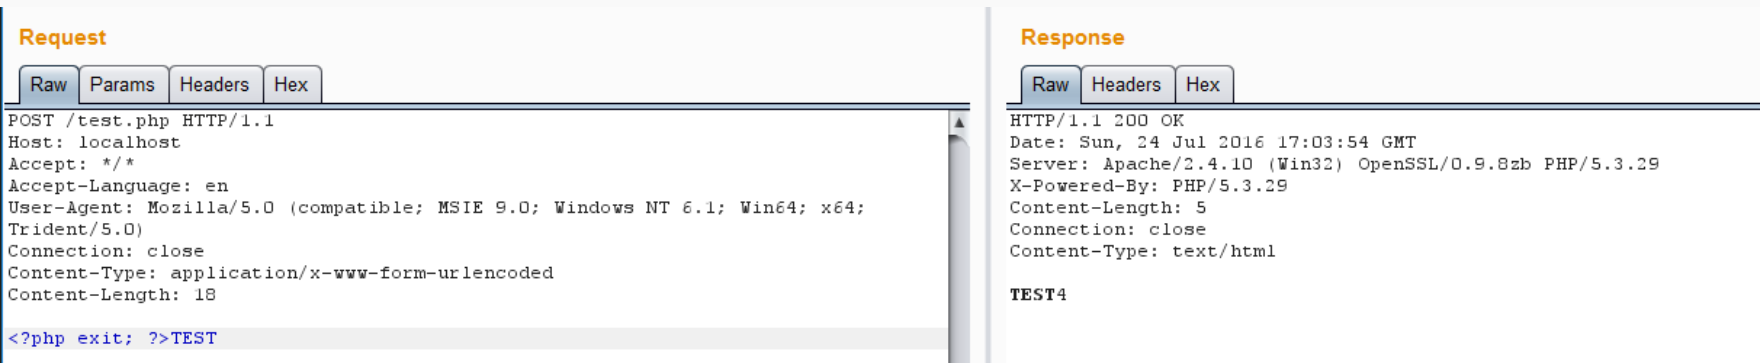 Request
Raw Params Headers Hex
POST /test.php HTTP/1.1
Host: localhost
Accept: */*
Accept-Language: en
User-Agent: Mozilla/5.0 (compatible; MSIE 9.0; Windows NT 6.1; Win64; x64;
Trident/5.0)
Connection: close
Content-Type: application/x-www-form-urlencoded
Content-Length: 18
<?php exit; ?>TEST
Response
Raw Headers Hex
HTTP/1.1 200 OK
Date: Sun, 24 Jul 2016 17:03:54 GMT
Server: Apache/2.4.10 (Win32) OpenSSL/0.9.8zb PHP/5.3.29
X-Powered-By: PHP/5.3.29
Content-Length: 5
Connection: close
Content-Type: text/html
TEST4